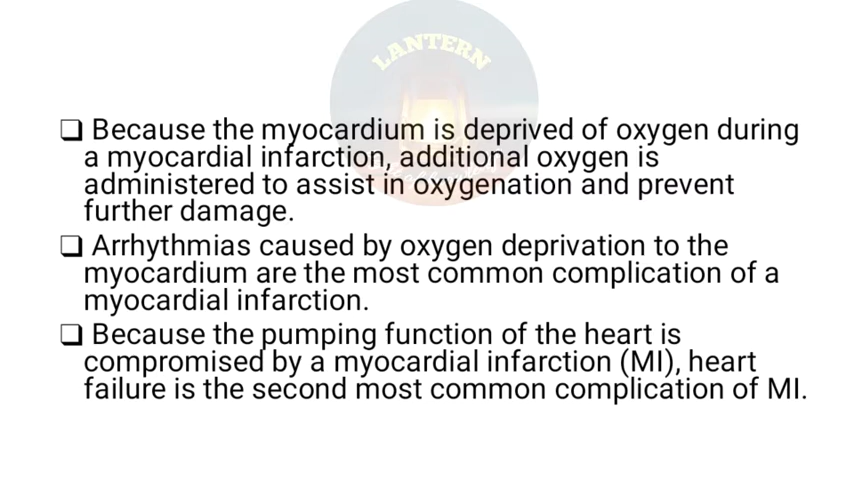 LANTERN
❑ Because the myocardium is deprived of oxygen during
a myocardial infarction, additional oxygen is
administered to assist in oxygenation and prevent
further damage.
❑ Arrhythmias caused by oxygen deprivation to the
myocardium are the most common complication of a
myocardial infarction.
❑ Because the pumping function of the heart is
compromised by a myocardial infarction (MI), heart
failure is the second most common complication of MI.